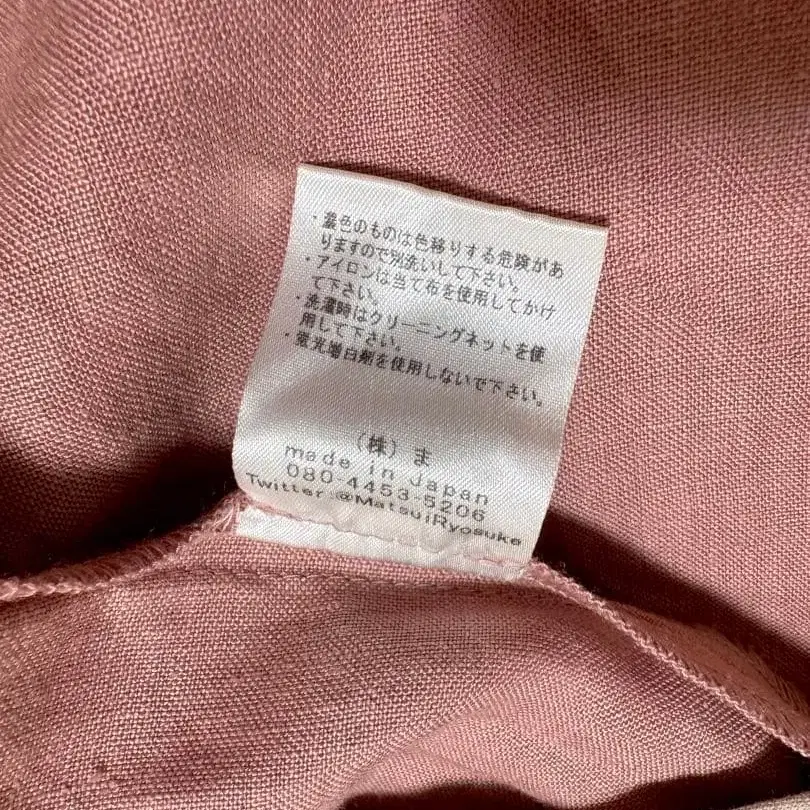 ・濃色のものは色移りする危険があ
りますので別洗いして下さい。
・アイロンは当て布を使用してかけ
て下さい。
・洗濯時はクリーニングネットを使
用して下さい。
・蛍光増白剤を使用しないで下さい。
(株)ま
made in Japan
080-4453-5206
Twitter:@MatsuiRyosuke